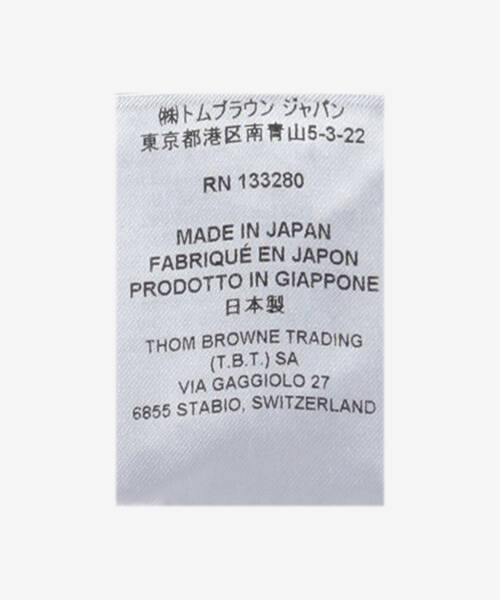 ㈱トムブラウン ジャパン
東京都港区南青山5-3-22
RN 133280
MADE IN JAPAN
FABRIQUÉ EN JAPON
PRODOTTO IN GIAPPONE
日本製
THOM BROWNE TRADING
(T.B.T.) SA
VIA GAGGIOLO 27
6855 STABIO, SWITZERLAND